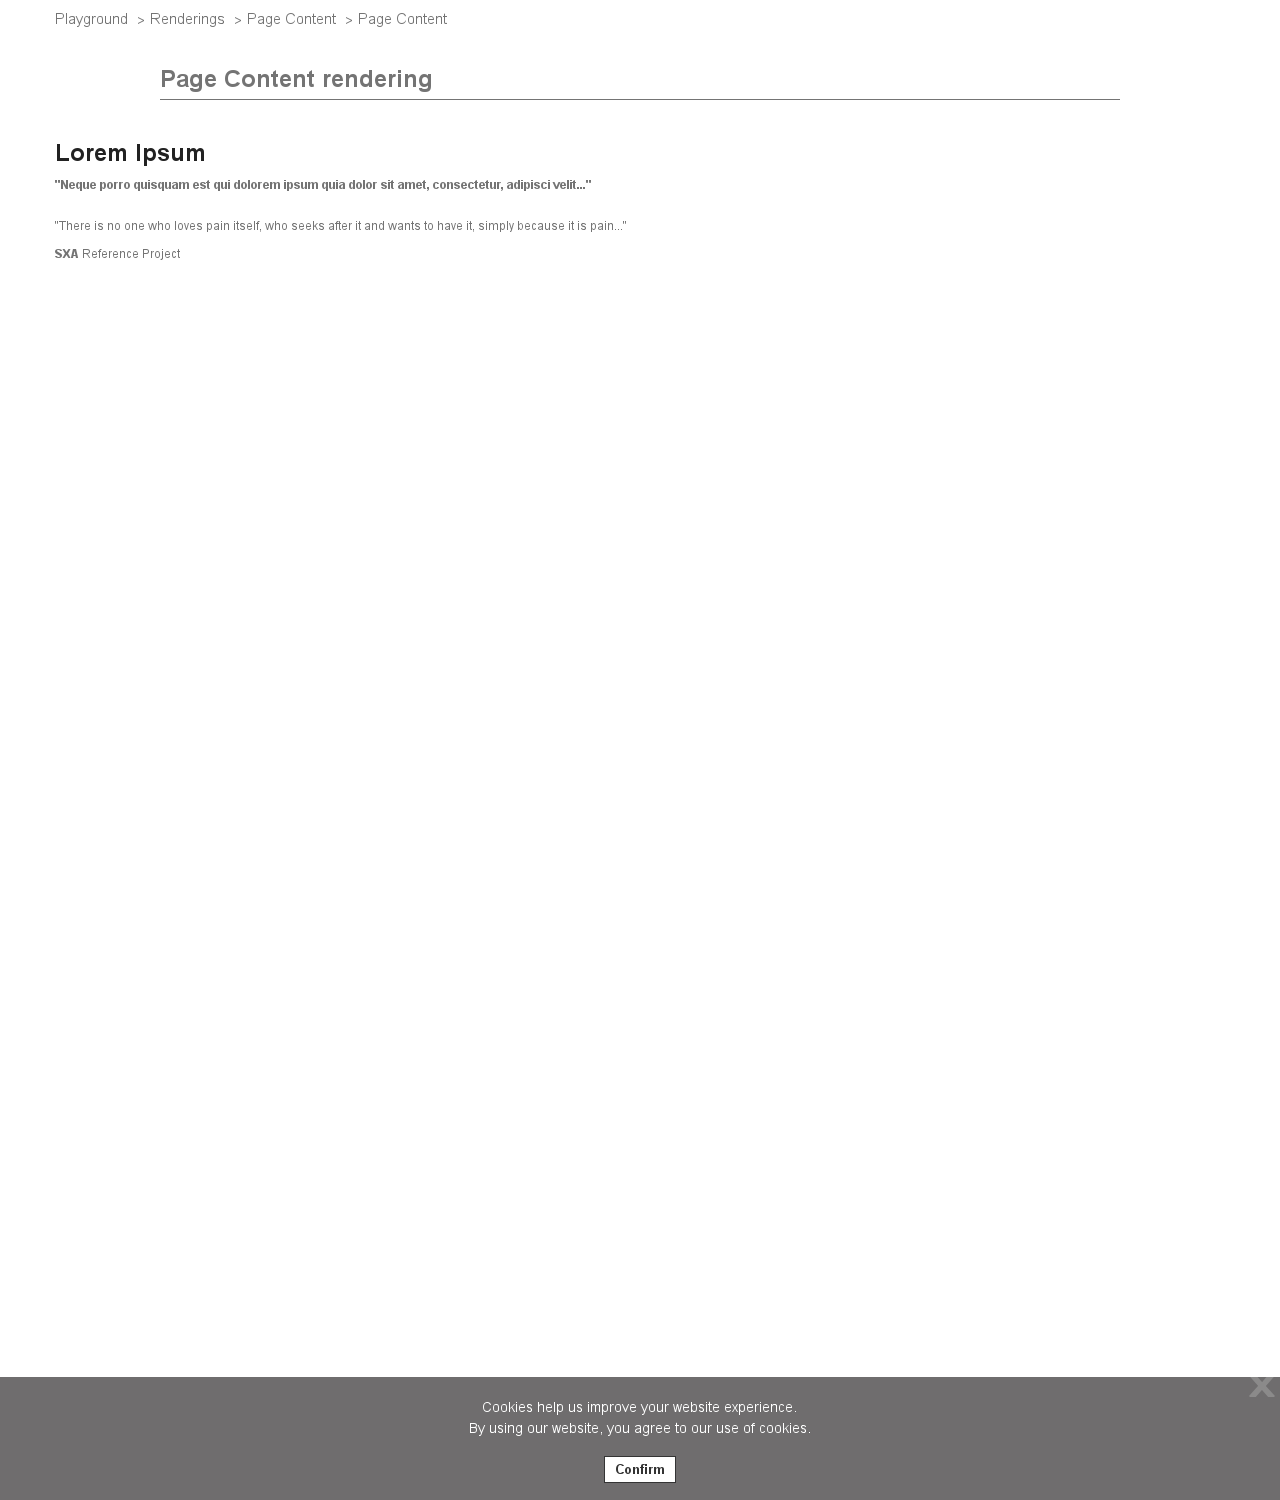 Playground > Renderings > Page Content > Page Content
Page Content rendering
Lorem Ipsum
"Neque porro quisquam est qui dolorem ipsum quia dolor sit amet, consectetur, adipisci velit..."
"There is no one who loves pain itself, who seeks after it and wants to have it, simply because it is pain..."
SXA Reference Project
X
Cookies help us improve your website experience.
By using our website, you agree to our use of cookies.
Confirm